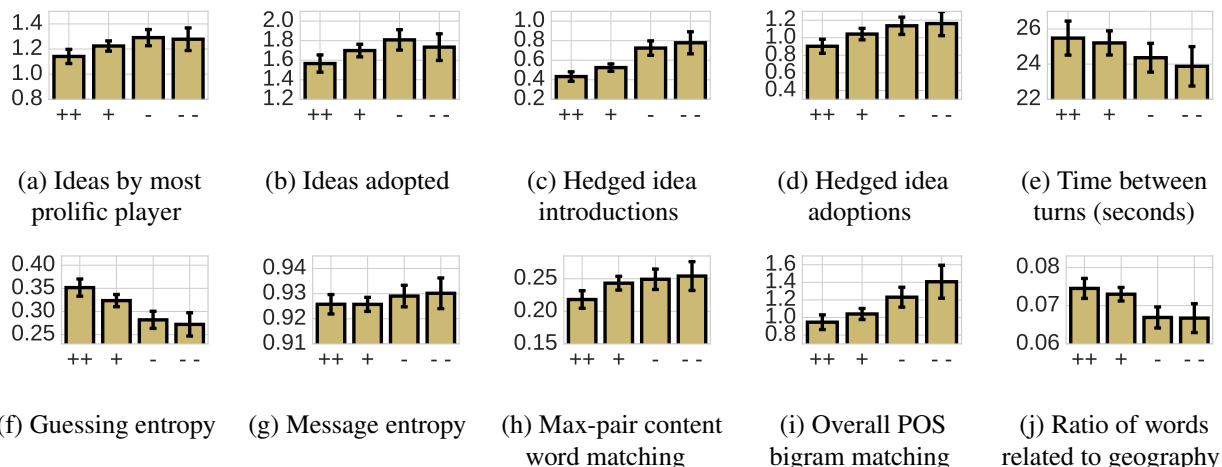 1.4
1.2
1.0
0.8
++ + - - -
(a) Ideas by most
prolific player
2.0
1.8
1.6
1.4
1.2
++ + - - -
(b) Ideas adopted
1.0
0.8
0.6
0.4
0.2
++ + - - -
(c) Hedged idea
introductions
1.2
1.0
0.8
0.6
0.4
++ + - - -
(d) Hedged idea
adoptions
26
24
22
++ + - - -
(e) Time between
turns (seconds)
0.40
0.35
0.30
0.25
++ + - - -
(f) Guessing entropy
0.94
0.93
0.92
0.91
++ + - - -
(g) Message entropy
0.25
0.20
0.15
++ + - - -
(h) Max-pair content
word matching
1.6
1.4
1.2
1.0
0.8
++ + - - -
(i) Overall POS
bigram matching
0.08
0.07
0.06
++ + - - -
(j) Ratio of words
related to geography